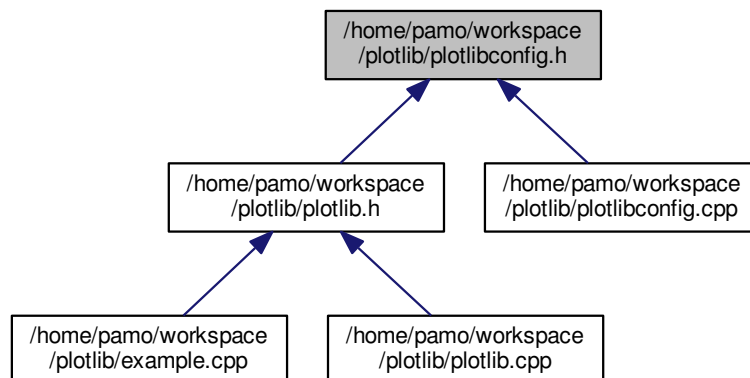 /home/pamo/workspace
/plotlib/plotlibconfig.h
/home/pamo/workspace
/plotlib/plotlib.h
/home/pamo/workspace
/plotlib/plotlibconfig.cpp
/home/pamo/workspace
/plotlib/example.cpp
/home/pamo/workspace
/plotlib/plotlib.cpp